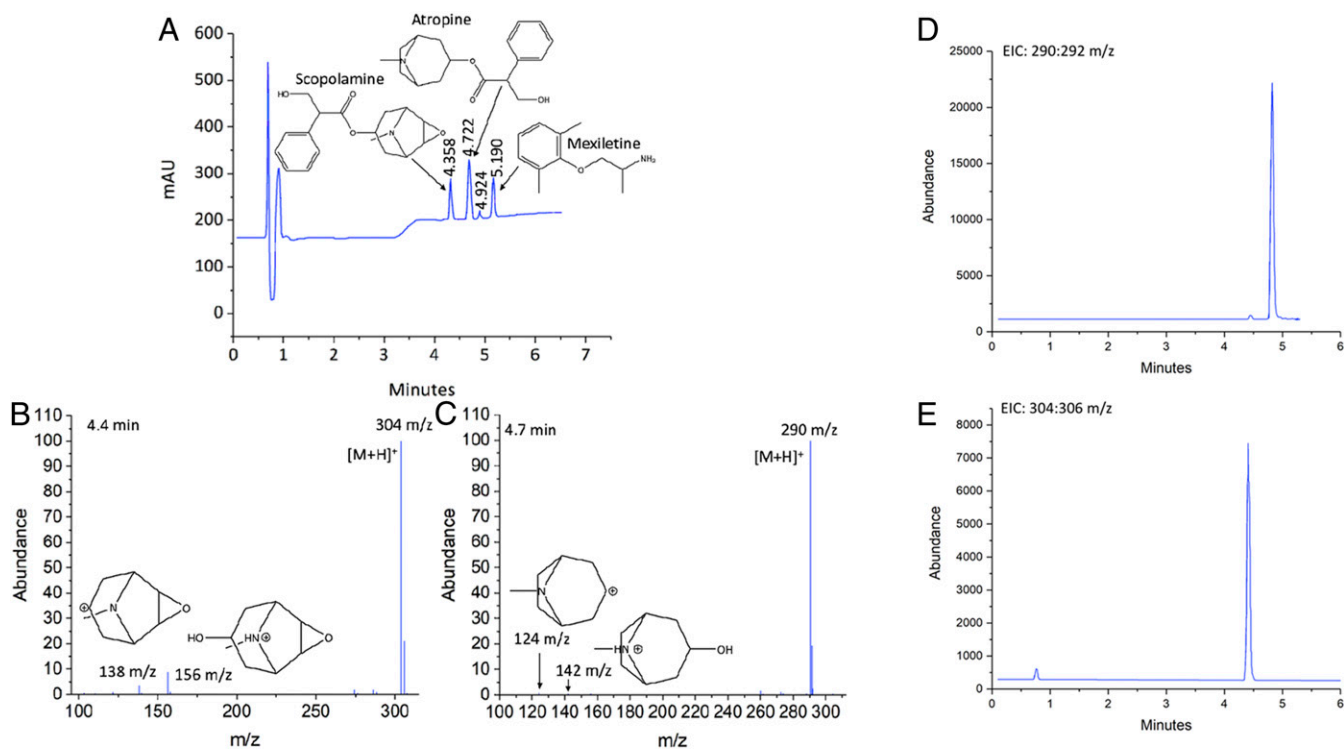 A
Atropine
N
O
O
OH
Scopolamine
HO
O
O
N
O
Mexiletine
O
NH₂
4.358
4.722
4.924
5.190
mAU
600
500
400
300
200
100
0
0 1 2 3 4 5 6 7
Minutes
B
4.4 min
304 m/z
[M+H]⁺
Abundance
110
100
90
80
70
60
50
40
30
20
10
0
⊕
N
O
HO
HN
⊕
O
138 m/z
156 m/z
100 150 200 250 300
m/z
C
4.7 min
290 m/z
[M+H]⁺
Abundance
110
100
90
80
70
60
50
40
30
20
10
0
N
⊕
HN
⊕
OH
124 m/z
142 m/z
100 120 140 160 180 200 220 240 260 280 300
m/z
D
EIC: 290:292 m/z
Abundance
25000
20000
15000
10000
5000
0
0 1 2 3 4 5 6
Minutes
E
EIC: 304:306 m/z
Abundance
8000
7000
6000
5000
4000
3000
2000
1000
0
0 1 2 3 4 5 6
Minutes